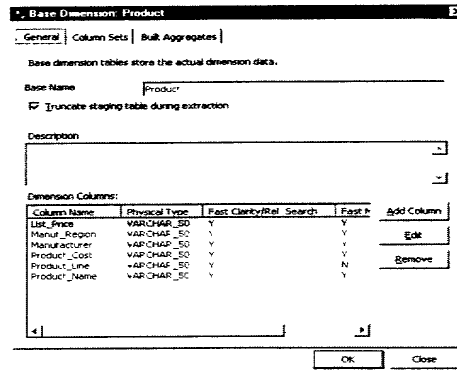 Base Dimension: Product
General Column Sets Built Aggregates
Base dimension tables store the actual dimension data.
Base Name Product
Truncate staging table during extraction
Description
Dimension Columns:
Column Name Physical Type Fast Clarity/Rel Search Fast M
List_Price VARCHAR_50 Y Y
Manuf_Region VARCHAR_50 Y Y
Manufacturer VARCHAR_50 Y Y
Product_Cost VARCHAR_50 Y Y
Product_Line VARCHAR_50 Y N
Product_Name VARCHAR_50 Y Y
Add Column
Edit
Remove
OK Close